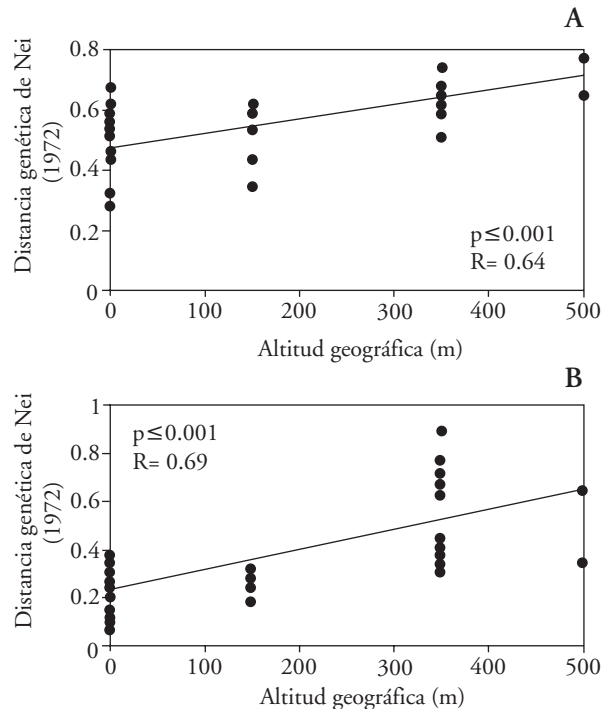 A
Distancia genética de Nei
(1972)
0.8
0.6
0.4
0.2
0
p≤0.001
R= 0.64
0 100 200 300 400 500
Altitud geográfica (m)
B
Distancia genética de Nei
(1972)
1
0.8
0.6
0.4
0.2
0
p≤0.001
R= 0.69
0 100 200 300 400 500
Altitud geográfica (m)